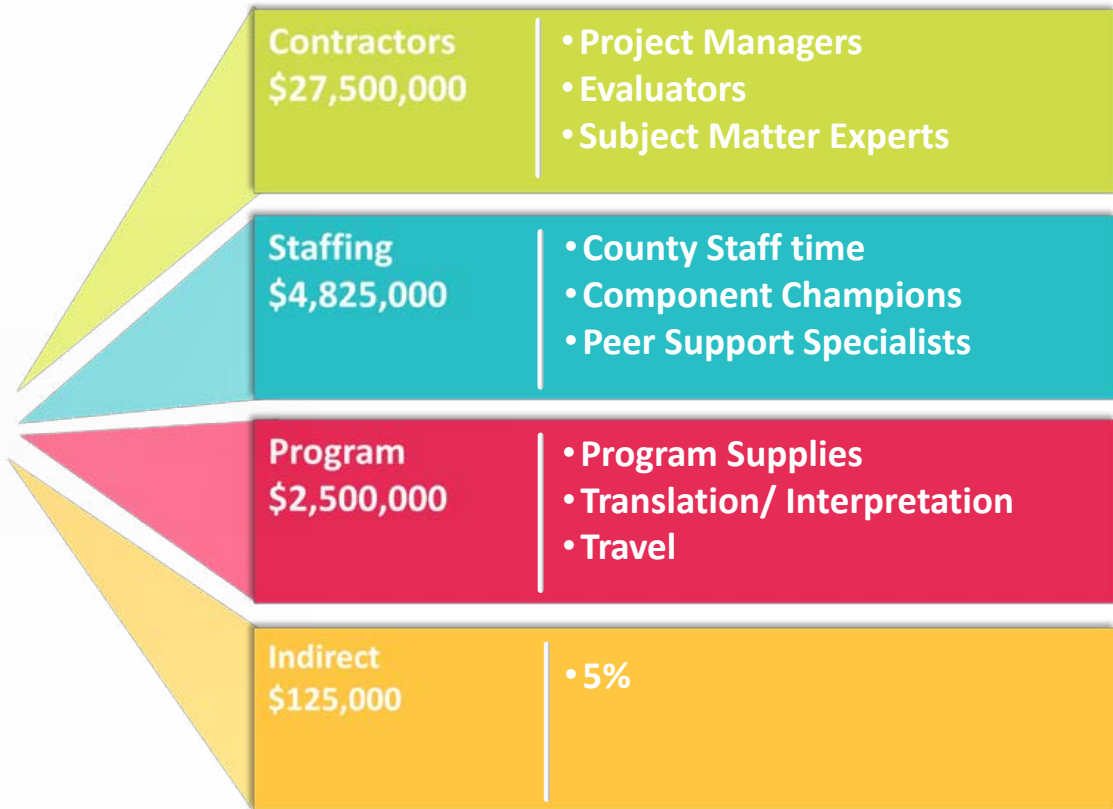 Contractors
$27,500,000
• Project Managers
• Evaluators
• Subject Matter Experts
Staffing
$4,825,000
• County Staff time
• Component Champions
• Peer Support Specialists
Program
$2,500,000
• Program Supplies
• Translation/ Interpretation
• Travel
Indirect
$125,000
• 5%